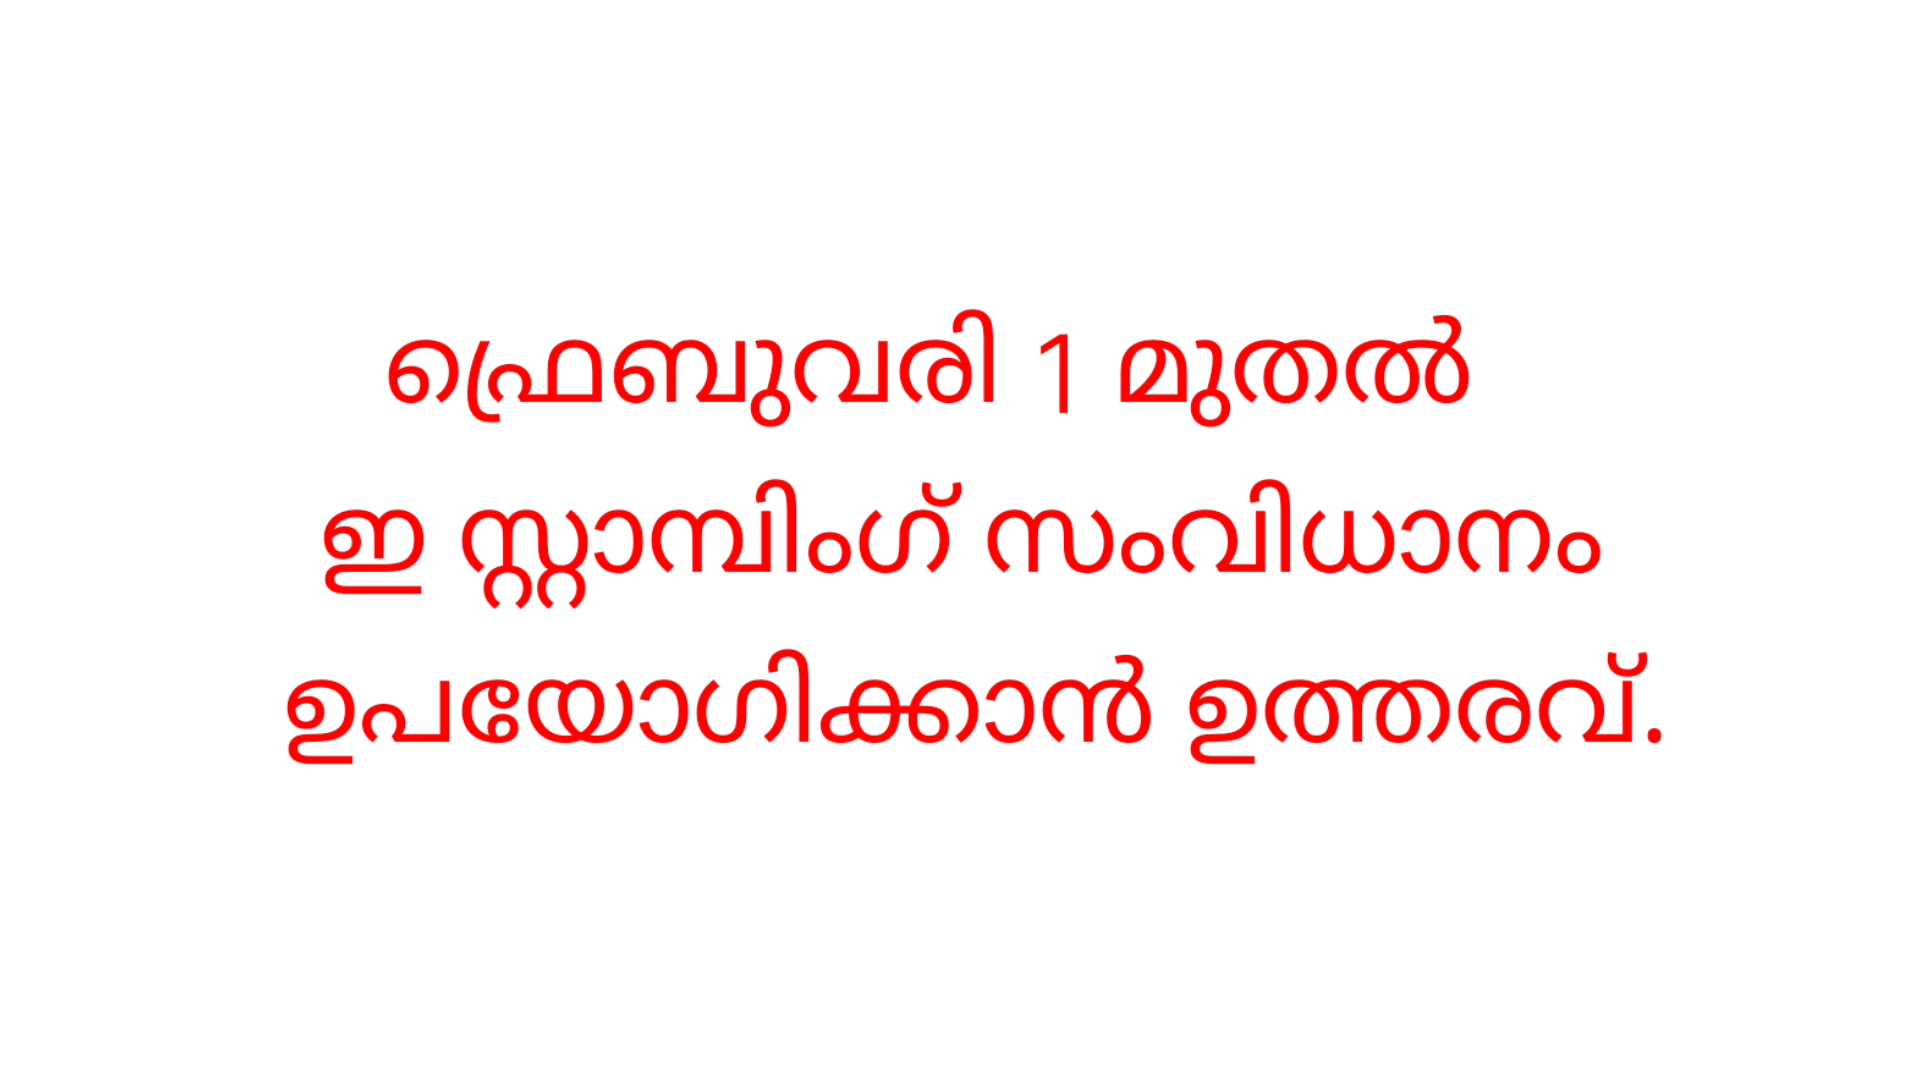 ഫ്രെബുവരി 1 മുതൽ
ഇ സ്റ്റാമ്പിംഗ് സംവിധാനം
ഉപയോഗിക്കാൻ ഉത്തരവ്.